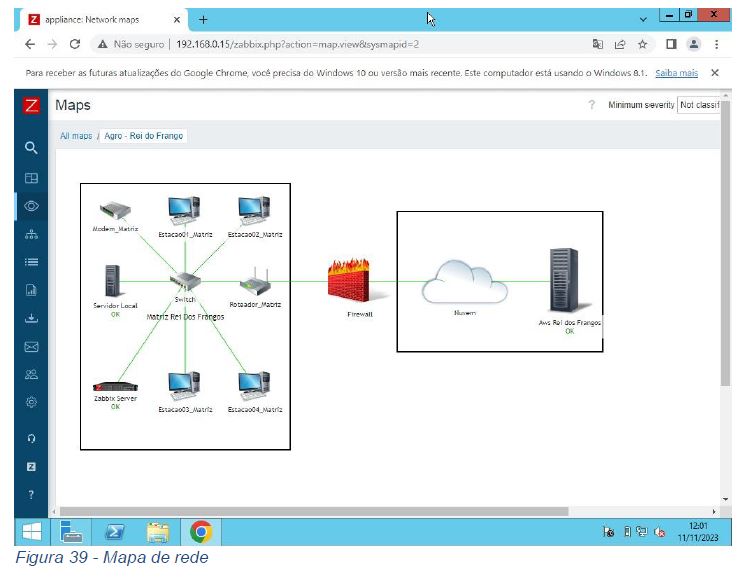 Z appliance: Network maps
Não seguro | 192.168.0.15/zabbix.php?action=map.view&sysmapid=2
Para receber as futuras atualizações do Google Chrome, você precisa do Windows 10 ou versão mais recente. Este computador está usando o Windows 8.1. Saiba mais
Z Maps ? Minimum severity Not classif
All maps / Agro - Rei do Frango
Modem_Matriz
Estacao01_Matriz
Estacao02_Matriz
Servidor Local
OK
Switch
Matriz Rei Dos Frangos
Roteador_Matriz
Firewall
Nuvem
Aws Rei dos Frangos
OK
Zabbix Server
OK
Estacao03_Matriz
Estacao04_Matriz
Z
?
12:01
11/11/2023
Figura 39 - Mapa de rede